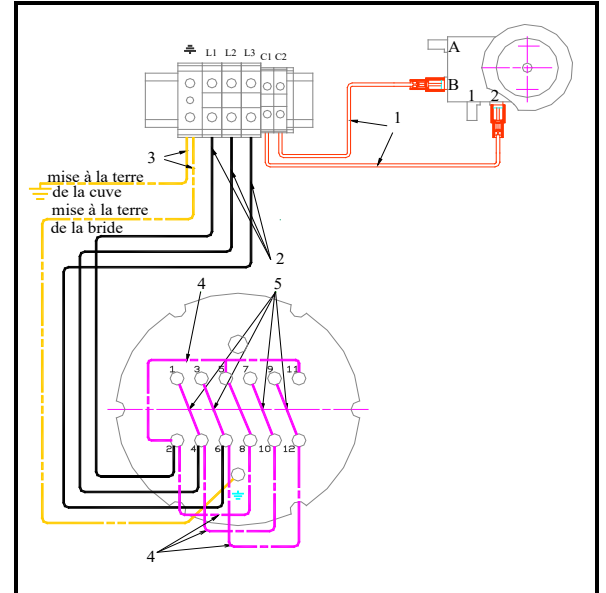 L1 L2 L3 C1 C2
A
B
1 2
1
3
mise à la terre
de la cuve
mise à la terre
de la bride
2
4 5
1 3 5 7 9 11
2 4 6 8 10 12
4